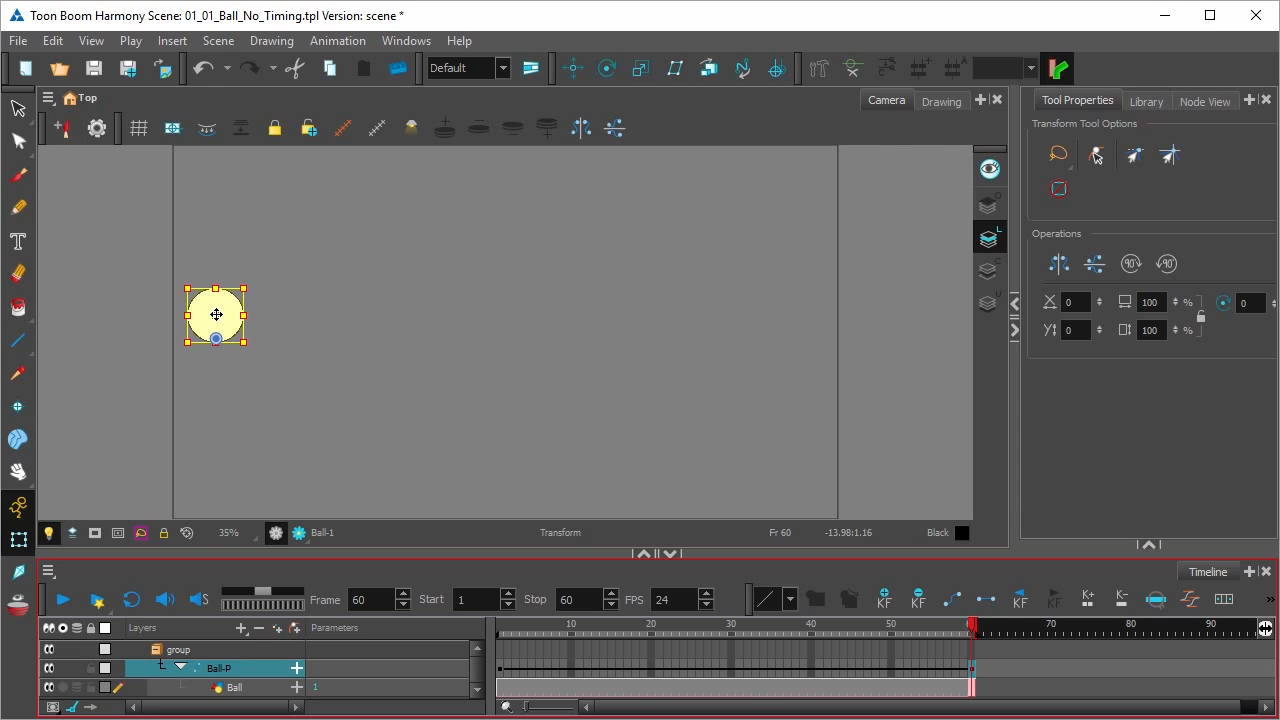 Toon Boom Harmony Scene: 01_01_Ball_No_Timing.tpl Version: scene *
File Edit View Play Insert Scene Drawing Animation Windows Help
Default
Top
Camera Drawing
Tool Properties Library Node View
Transform Tool Options
Operations
0 100 % 0
0 100 %
90° 90°
35% Ball-1 Transform Fr 60 -13.98:1.16 Black
Timeline
Frame 60 Start 1 Stop 60 FPS 24
KF KF KF KF K+ K-
Layers Parameters
10 20 30 40 50 70 80 90
group
Ball-P
Ball 1